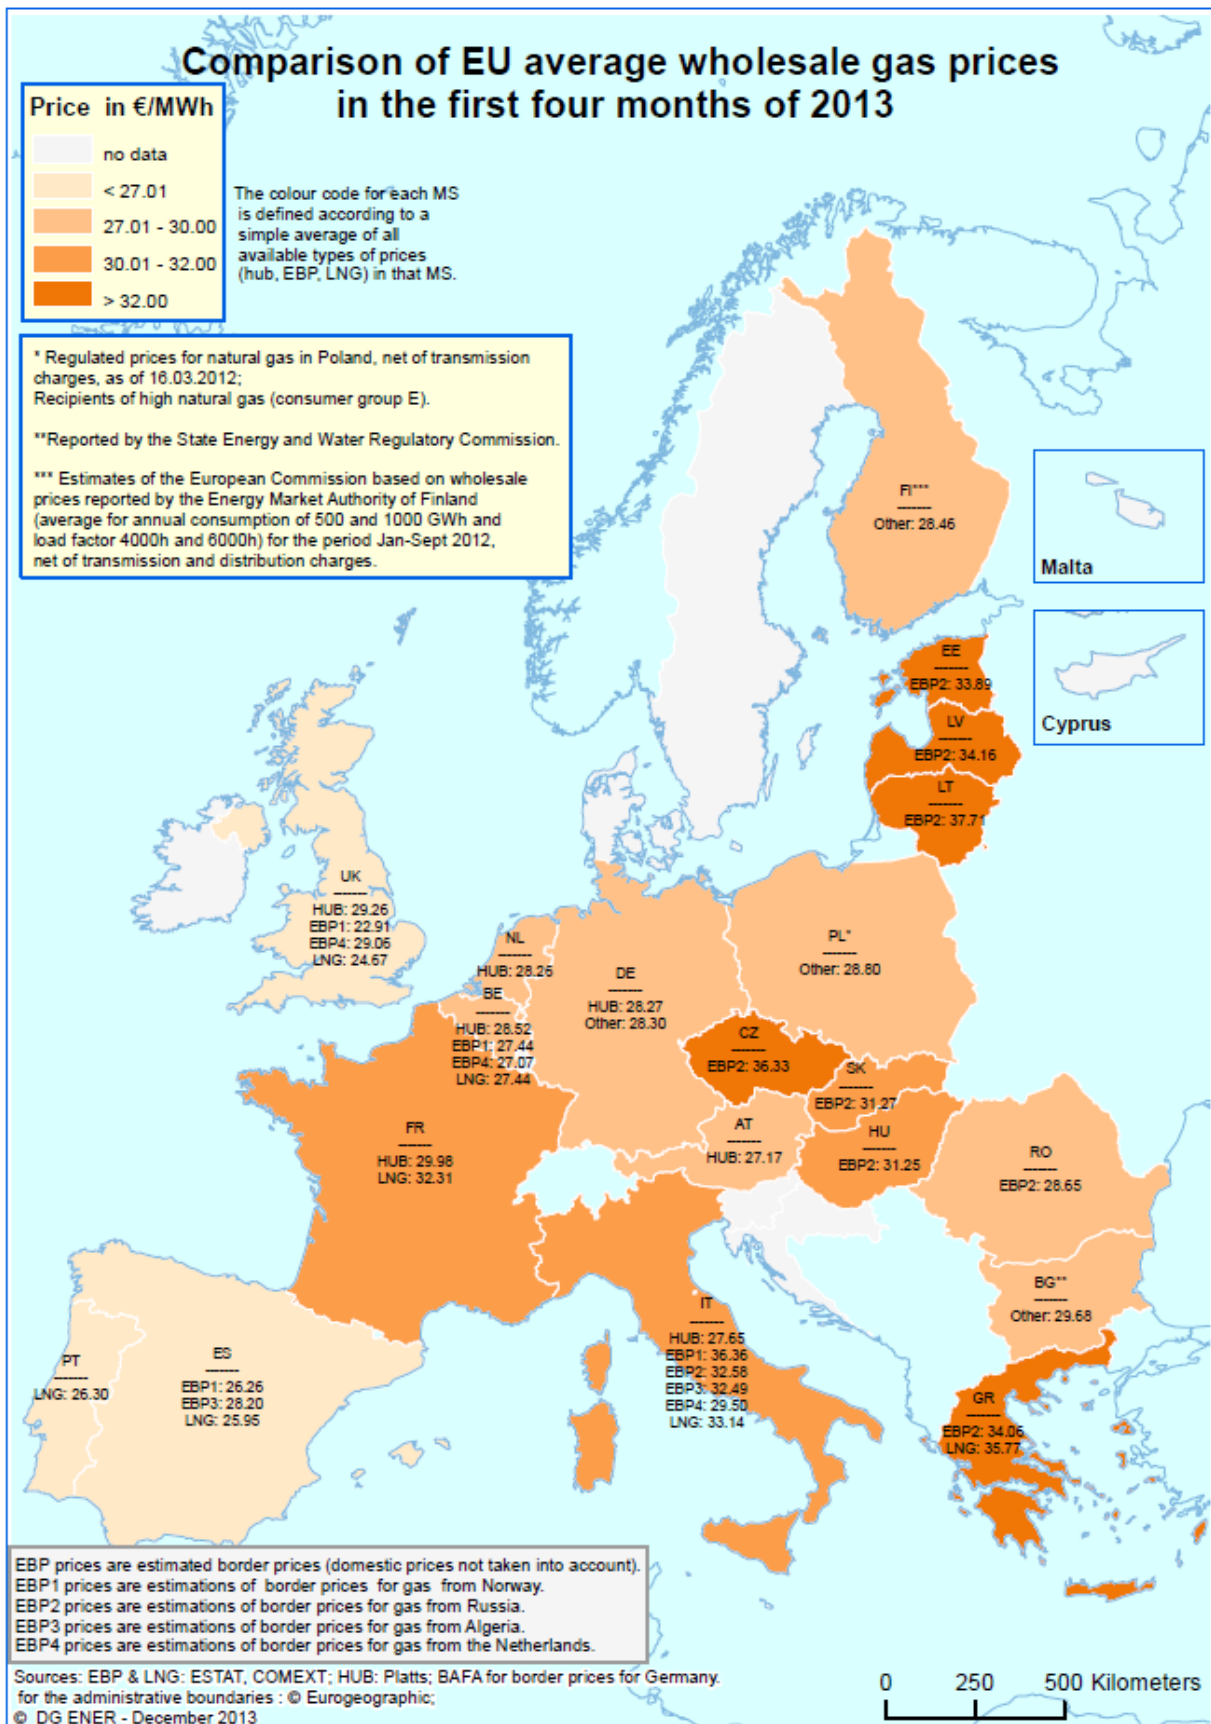 Comparison of EU average wholesale gas prices
in the first four months of 2013
Price in €/MWh
no data
< 27.01
27.01 - 30.00
30.01 - 32.00
> 32.00
The colour code for each MS
is defined according to a
simple average of all
available types of prices
(hub, EBP, LNG) in that MS.
* Regulated prices for natural gas in Poland, net of transmission
charges, as of 16.03.2012;
Recipients of high natural gas (consumer group E).
**Reported by the State Energy and Water Regulatory Commission.
*** Estimates of the European Commission based on wholesale
prices reported by the Energy Market Authority of Finland
(average for annual consumption of 500 and 1000 GWh and
load factor 4000h and 6000h) for the period Jan-Sept 2012,
net of transmission and distribution charges.
FI***
-------
Other: 28.46
Malta
Cyprus
EE
-------
EBP2: 33.89
LV
-------
EBP2: 34.16
LT
-------
EBP2: 37.71
UK
-------
HUB: 29.26
EBP1: 22.91
EBP4: 29.06
LNG: 24.67
NL
-------
HUB: 28.26
BE
-------
HUB: 28.52
EBP1: 27.44
EBP4: 27.07
LNG: 27.44
DE
-------
HUB: 28.27
Other: 28.30
PL*
-------
Other: 28.80
CZ
-------
EBP2: 36.33
SK
-------
EBP2: 31.27
AT
-------
HUB: 27.17
HU
-------
EBP2: 31.25
FR
-------
HUB: 29.98
LNG: 32.31
RO
-------
EBP2: 28.65
BG**
-------
Other: 29.68
IT
-------
HUB: 27.65
EBP1: 36.36
EBP2: 32.58
EBP3: 32.49
EBP4: 29.50
LNG: 33.14
PT
-------
LNG: 26.30
ES
-------
EBP1: 26.26
EBP3: 28.20
LNG: 25.95
GR
-------
EBP2: 34.06
LNG: 35.77
EBP prices are estimated border prices (domestic prices not taken into account).
EBP1 prices are estimations of border prices for gas from Norway.
EBP2 prices are estimations of border prices for gas from Russia.
EBP3 prices are estimations of border prices for gas from Algeria.
EBP4 prices are estimations of border prices for gas from the Netherlands.
Sources: EBP & LNG: ESTAT, COMEXT; HUB: Platts; BAFA for border prices for Germany.
for the administrative boundaries : © Eurogeographic;
© DG ENER - December 2013
0 250 500 Kilometers